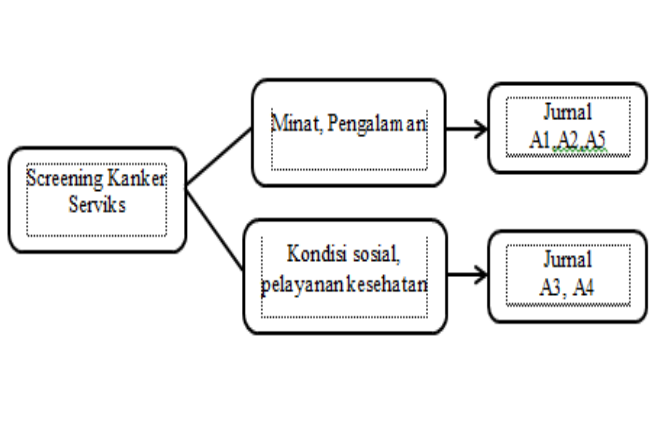 Screening Kanker
Serviks
Minat, Pengalaman
Jurnal
A1,A2,A5
Kondisi sosial,
pelayanan kesehatan
Jurnal
A3, A4